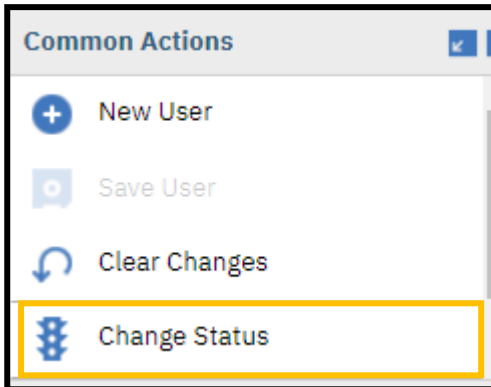 Common Actions
New User
Save User
Clear Changes
Change Status